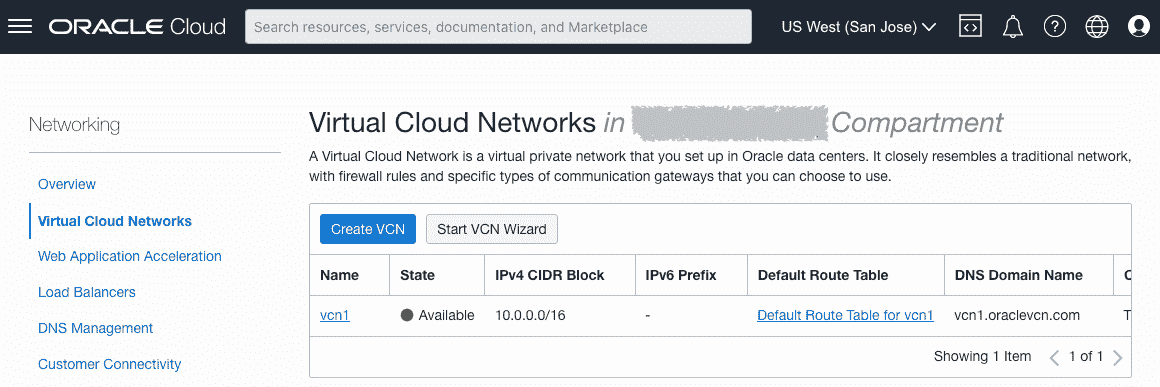 ORACLE Cloud
Search resources, services, documentation, and Marketplace
US West (San Jose)
Networking
Overview
Virtual Cloud Networks
Web Application Acceleration
Load Balancers
DNS Management
Customer Connectivity
Virtual Cloud Networks in Compartment
A Virtual Cloud Network is a virtual private network that you set up in Oracle data centers. It closely resembles a traditional network,
with firewall rules and specific types of communication gateways that you can choose to use.
Create VCN Start VCN Wizard
Name State IPv4 CIDR Block IPv6 Prefix Default Route Table DNS Domain Name
vcn1 Available 10.0.0.0/16 - Default Route Table for vcn1 vcn1.oraclevcn.com
Showing 1 Item < 1 of 1 >